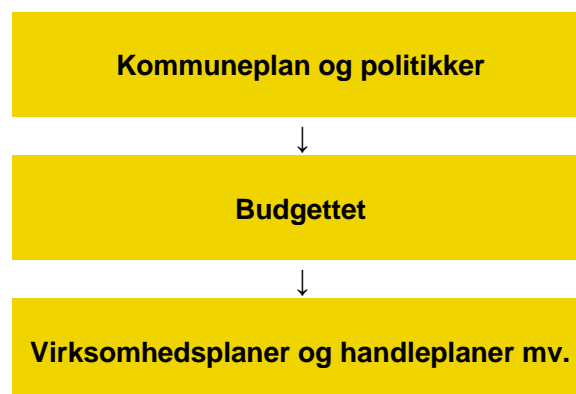 Kommuneplan og politikker
↓
Budgettet
↓
Virksomhedsplaner og handleplaner mv.